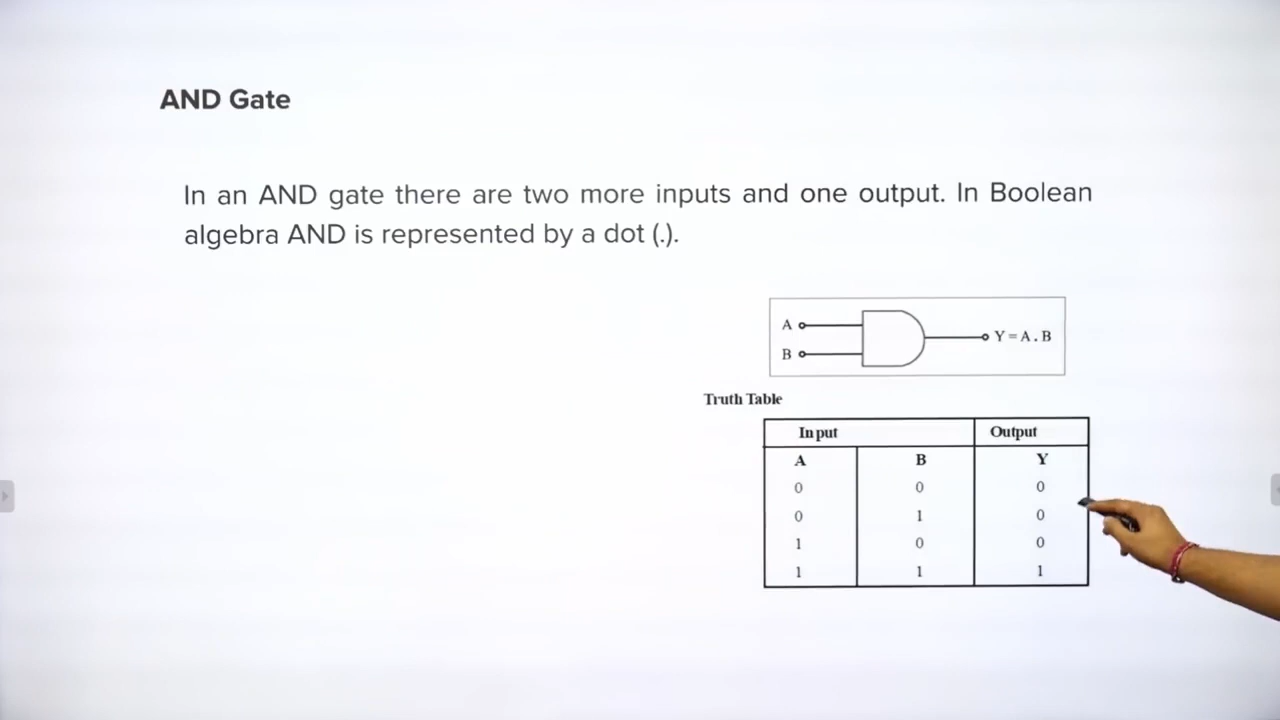 AND Gate
In an AND gate there are two more inputs and one output. In Boolean
algebra AND is represented by a dot (.).
A
B
Y=A.B
Truth Table
Input Output
A B Y
0 0 0
0 1 0
1 0 0
1 1 1